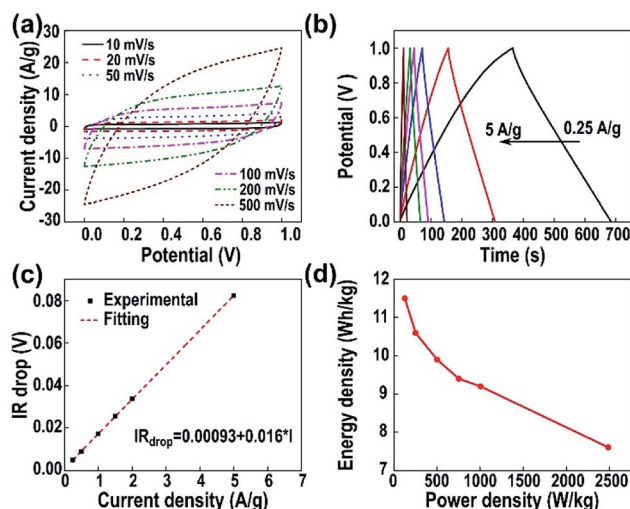 (a)
Current density (A/g)
30
20
10
0
-10
-20
-30
10 mV/s
20 mV/s
50 mV/s
100 mV/s
200 mV/s
500 mV/s
0.0 0.2 0.4 0.6 0.8 1.0
Potential (V)
(b)
Potential (V )
1.2
1.0
0.8
0.6
0.4
0.2
0.0
5 A/g 0.25 A/g
0 100 200 300 400 500 600 700
Time (s)
(c)
IR drop (V)
0.08
0.04
0.02
0.00
Experimental
Fitting
IRdrop=0.00093+0.016*I
0 1 2 3 4 5 6 7
Current density (A/g)
(d)
Energy density (Wh/kg)
12
11
10
9
8
7
0 500 1000 1500 2000 2500
Power density (W/kg)